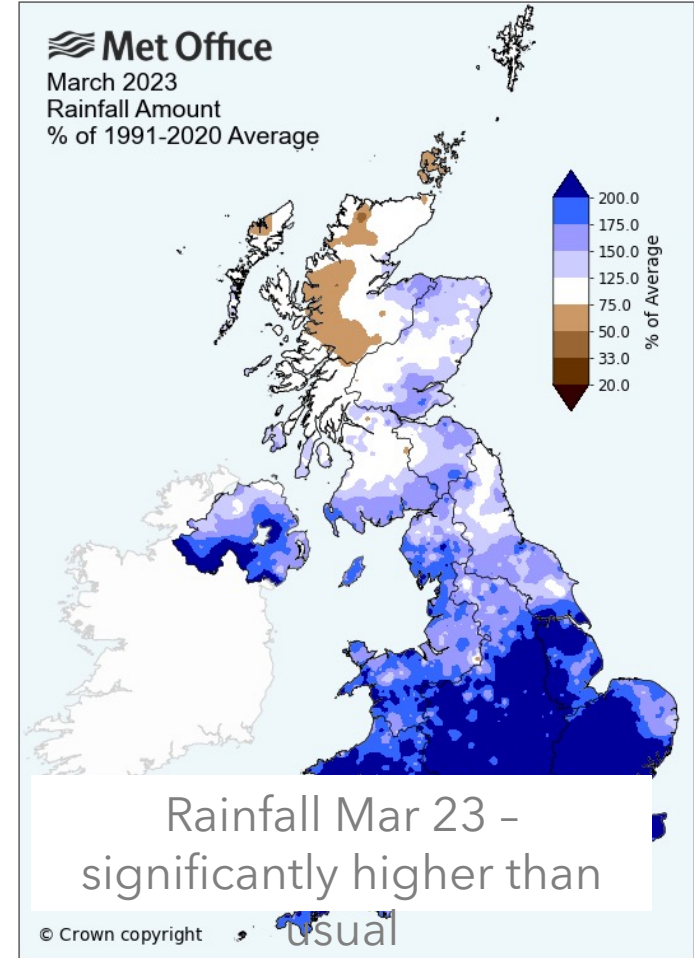 Met Office
March 2023
Rainfall Amount
% of 1991-2020 Average
200.0
175.0
150.0
125.0
75.0
50.0
33.0
20.0
% of Average
Rainfall Mar 23 –
significantly higher than
usual
© Crown copyright